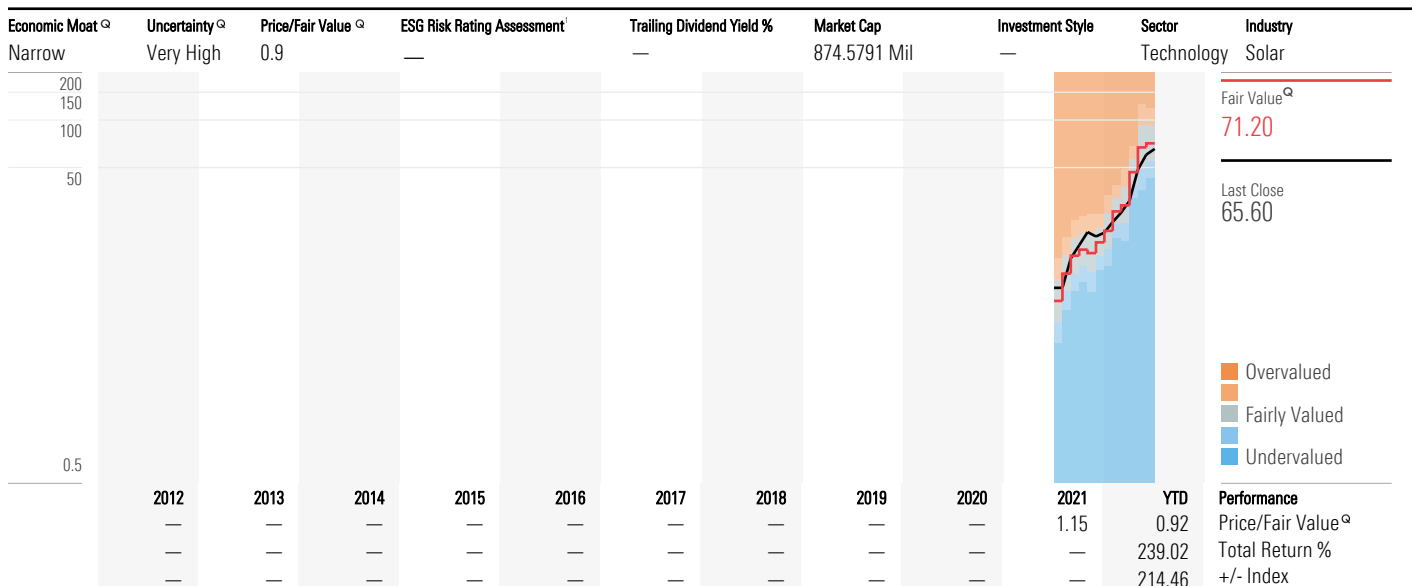 Economic Moat Q Uncertainty Q Price/Fair Value Q ESG Risk Rating Assessment¹ Trailing Dividend Yield % Market Cap Investment Style Sector Industry
Narrow Very High 0.9 — — 874.5791 Mil — Technology Solar
200
150
100
50
0.5
Fair Value Q
71.20
Last Close
65.60
Overvalued
Fairly Valued
Undervalued
2012 2013 2014 2015 2016 2017 2018 2019 2020 2021 YTD Performance
— — — — — — — — — 1.15 0.92 Price/Fair Value Q
— — — — — — — — — — 239.02 Total Return %
— — — — — — — — — — 214.46 +/- Index